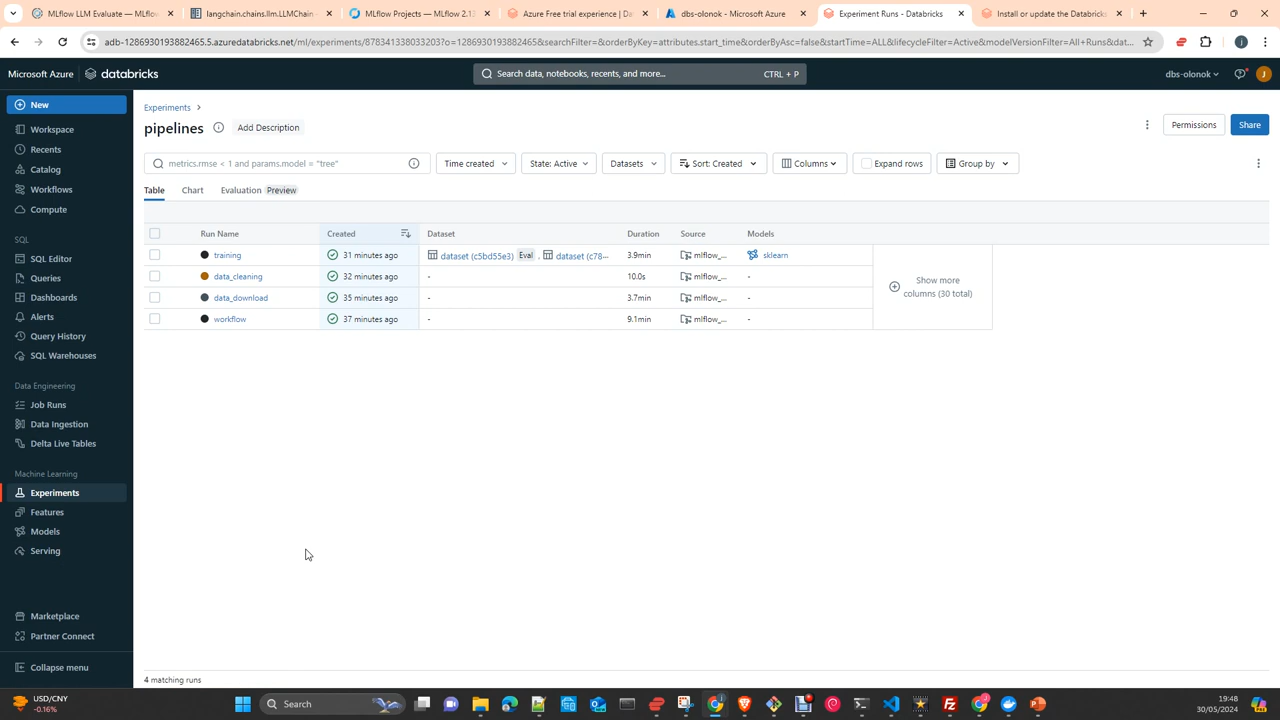 MLflow LLM Evaluate — MLflow
langchain.chains.llm.LLMChain
MLflow Projects — MLflow 2.13
Azure Free trial experience | Da
dbs-olonok - Microsoft Azure
Experiment Runs - Databricks
Install or update the Databricks
adb-1286930193882465.5.azuredatabricks.net/ml/experiments/878341338033203?o=1286930193882465&searchFilter=&orderByKey=attributes.start_time&orderByAsc=false&startTime=ALL&lifecycleFilter=Active&modelVersionFilter=All+Runs&dat...
Microsoft Azure
databricks
Search data, notebooks, recents, and more...
CTRL + P
dbs-olonok
J
New
Workspace
Recents
Catalog
Workflows
Compute
SQL
SQL Editor
Queries
Dashboards
Alerts
Query History
SQL Warehouses
Data Engineering
Job Runs
Data Ingestion
Delta Live Tables
Machine Learning
Experiments
Features
Models
Serving
Marketplace
Partner Connect
Collapse menu
Experiments >
pipelines
Add Description
Permissions
Share
metrics.rmse < 1 and params.model = "tree"
Time created
State: Active
Datasets
Sort: Created
Columns
Expand rows
Group by
Table
Chart
Evaluation Preview
Run Name Created Dataset Duration Source Models
training 31 minutes ago dataset (c5bd55e3) Eval , dataset (c78... 3.9min mlflow_... sklearn
data_cleaning 32 minutes ago - 10.0s mlflow_... -
data_download 35 minutes ago - 3.7min mlflow_... -
workflow 37 minutes ago - 9.1min mlflow_... -
Show more
columns (30 total)
4 matching runs
USD/CNY
-0.16%
Search
19:48
30/05/2024